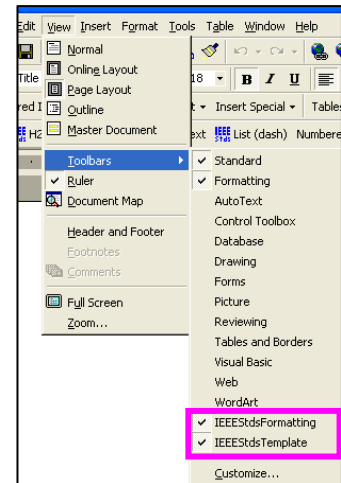 Edit View Insert Format Tools Table Window Help
Normal
Online Layout
Page Layout
Outline
Master Document
Toolbars
Ruler
Document Map
Header and Footer
Footnotes
Comments
Full Screen
Zoom...
Title
18 B I U
red I
t Insert Special Tables
H2
ext List (dash) Numbere
Standard
Formatting
AutoText
Control Toolbox
Database
Drawing
Forms
Picture
Reviewing
Tables and Borders
Visual Basic
Web
WordArt
IEEEStdsFormatting
IEEEStdsTemplate
Customize...